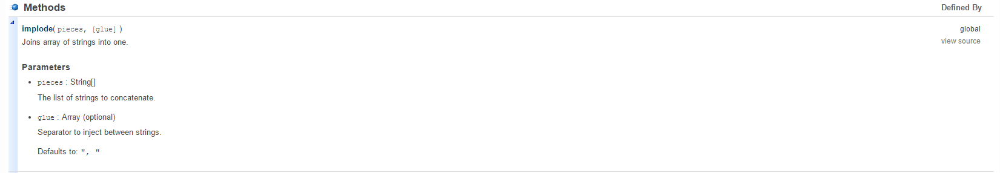 Methods Defined By
implode( pieces, [glue] ) global
Joins array of strings into one. view source
Parameters
pieces : String[]
The list of strings to concatenate.
glue : Array (optional)
Separator to inject between strings.
Defaults to: ", "